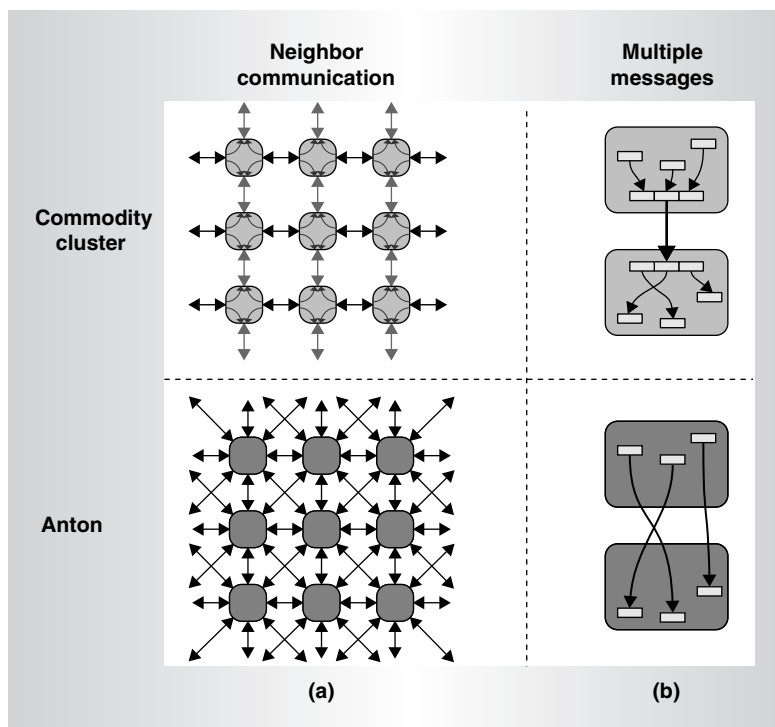 Neighbor
communication
Multiple
messages
Commodity
cluster
Anton
(a)
(b)